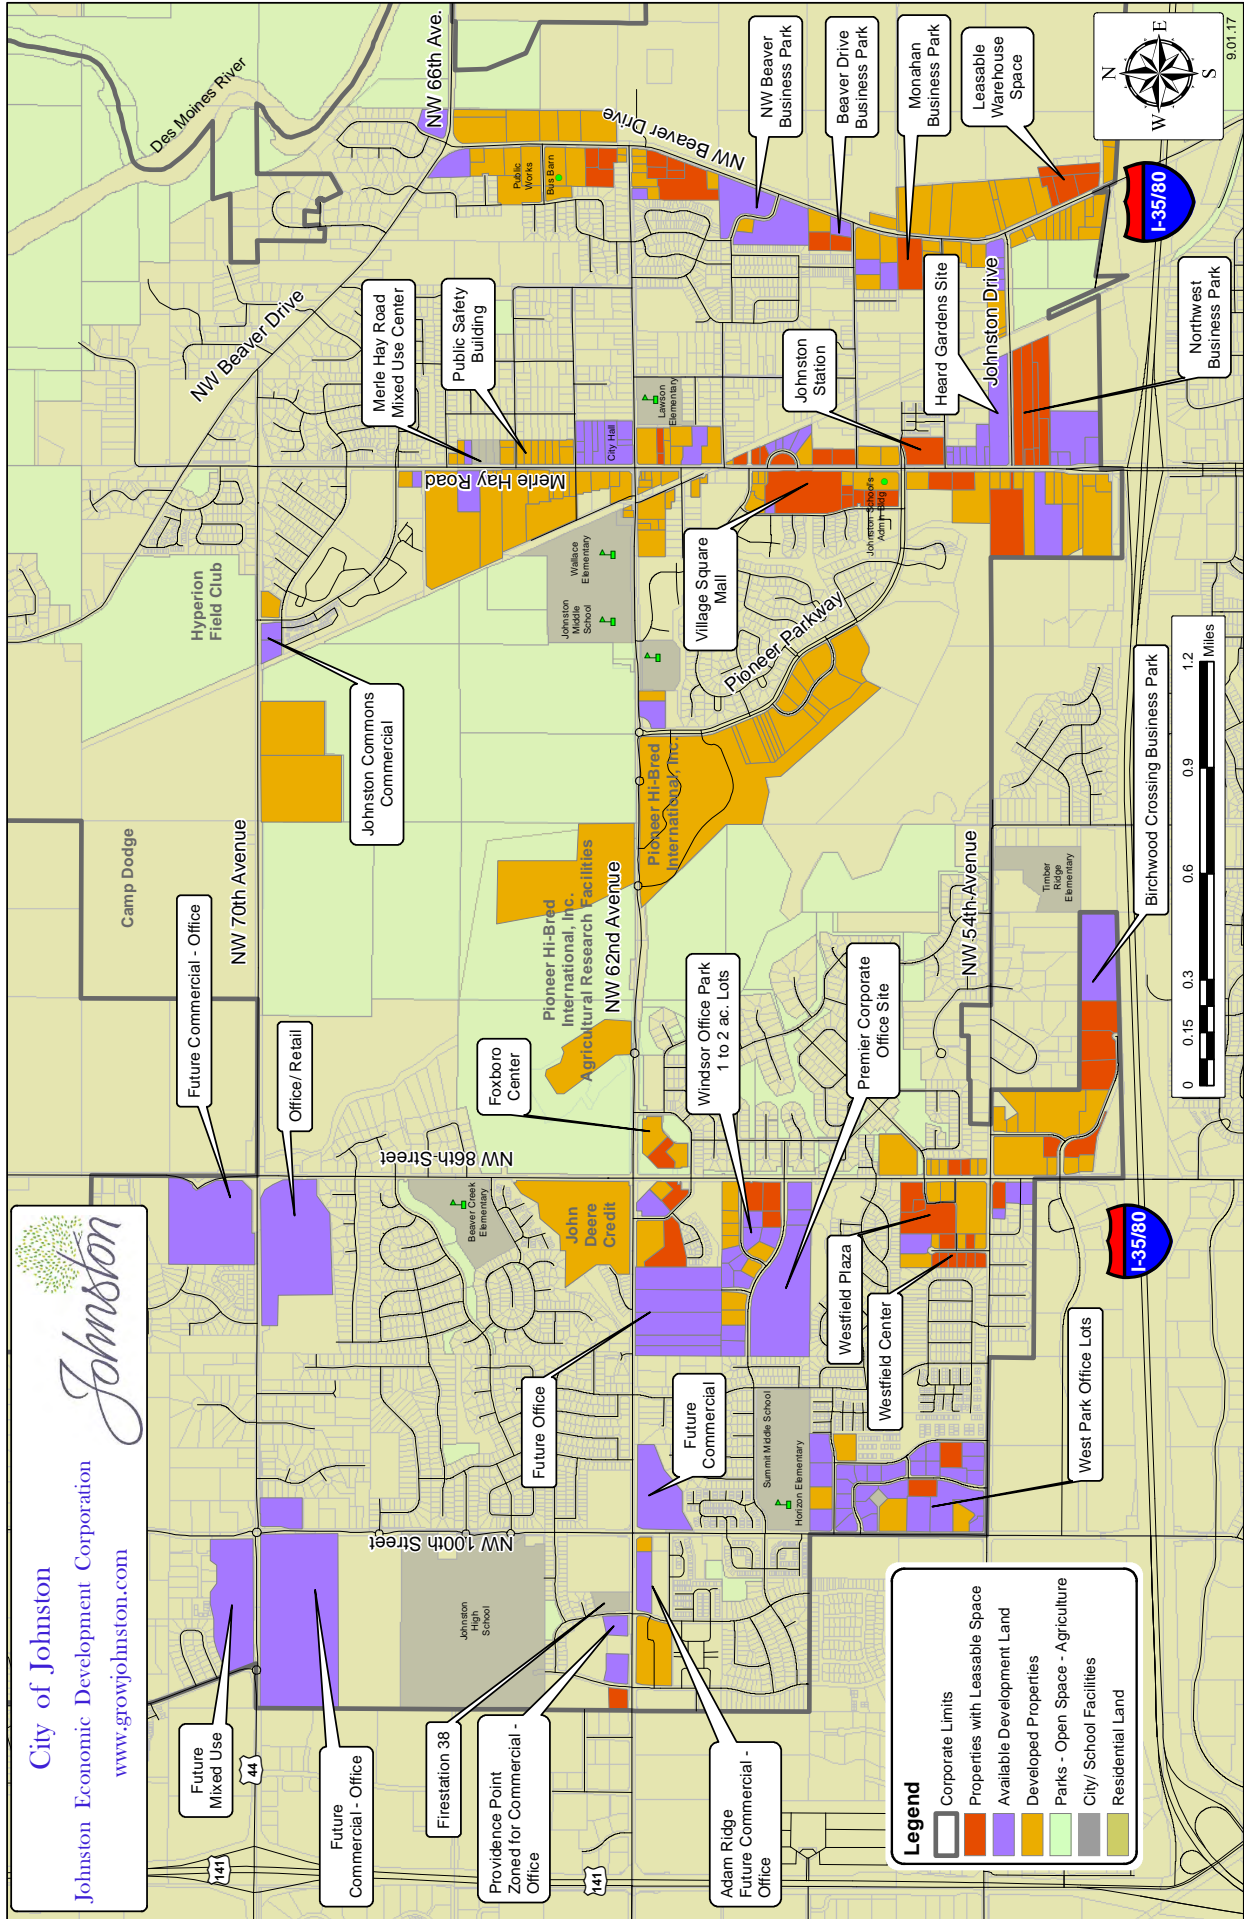 City of Johnston
Johnston Economic Development Corporation
www.growjohnston.com
Johnston
Future
Mixed Use
44
141
Future
Commercial - Office
Firestation 38
Providence Point
Zoned for Commercial -
Office
141
Adam Ridge
Future Commercial -
Office
Johnston
High
School
NW 100th Street
Future Commercial - Office
Office/ Retail
NW 70th Avenue
Camp Dodge
NW 86th Street
Beaver Creek
Elementary
John
Deere
Credit
Foxboro
Center
Future Office
Future
Commercial
Summit Middle School
Horizon Elementary
Windsor Office Park
1 to 2 ac. Lots
Premier Corporate
Office Site
Westfield Plaza
Westfield Center
West Park Office Lots
I-35/80
Pioneer Hi-Bred
International, Inc.
Agricultural Research Facilities
NW 62nd Avenue
Pioneer Hi-Bred
International, Inc.
Johnston Commons
Commercial
Hyperion
Field Club
NW Beaver Drive
Des Moines River
NW 66th Ave.
Merle Hay Road
Mixed Use Center
Public Safety
Building
Merle Hay Road
City Hall
Public
Works
Bus Barn
NW Beaver Drive
Wallace
Elementary
Johnston
Middle
School
Lawson
Elementary
Village Square
Mall
Pioneer Parkway
Johnston School's
Admin Bldg
Johnston
Station
NW Beaver
Business Park
Beaver Drive
Business Park
Monahan
Business Park
Leasable
Warehouse
Space
Heard Gardens Site
Johnston Drive
Northwest
Business Park
I-35/80
NW 54th Avenue
Timber
Ridge
Elementary
Birchwood Crossing Business Park
0 0.15 0.3 0.6 0.9 1.2
Miles
N
W E
S
9.01.17
Legend
Corporate Limits
Properties with Leasable Space
Available Development Land
Developed Properties
Parks - Open Space - Agriculture
City/ School Facilities
Residential Land